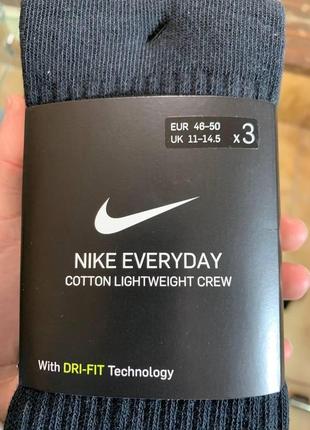 EUR 46-50
UK 11-14.5
x3
NIKE EVERYDAY
COTTON LIGHTWEIGHT CREW
With DRI-FIT Technology